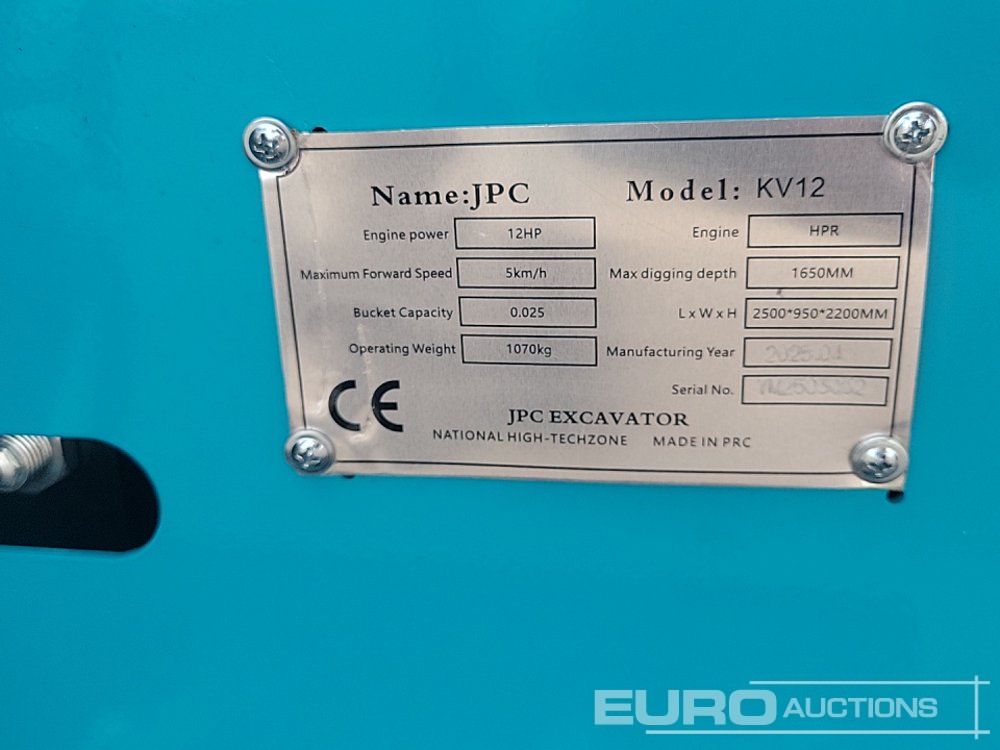 Name:JPC Model: KV12
Engine power 12HP Engine HPR
Maximum Forward Speed 5km/h Max digging depth 1650MM
Bucket Capacity 0.025 L x W x H 2500*950*2200MM
Operating Weight 1070kg Manufacturing Year
Serial No.
CE JPC EXCAVATOR
NATIONAL HIGH-TECHZONE MADE IN PRC
EURO AUCTIONS